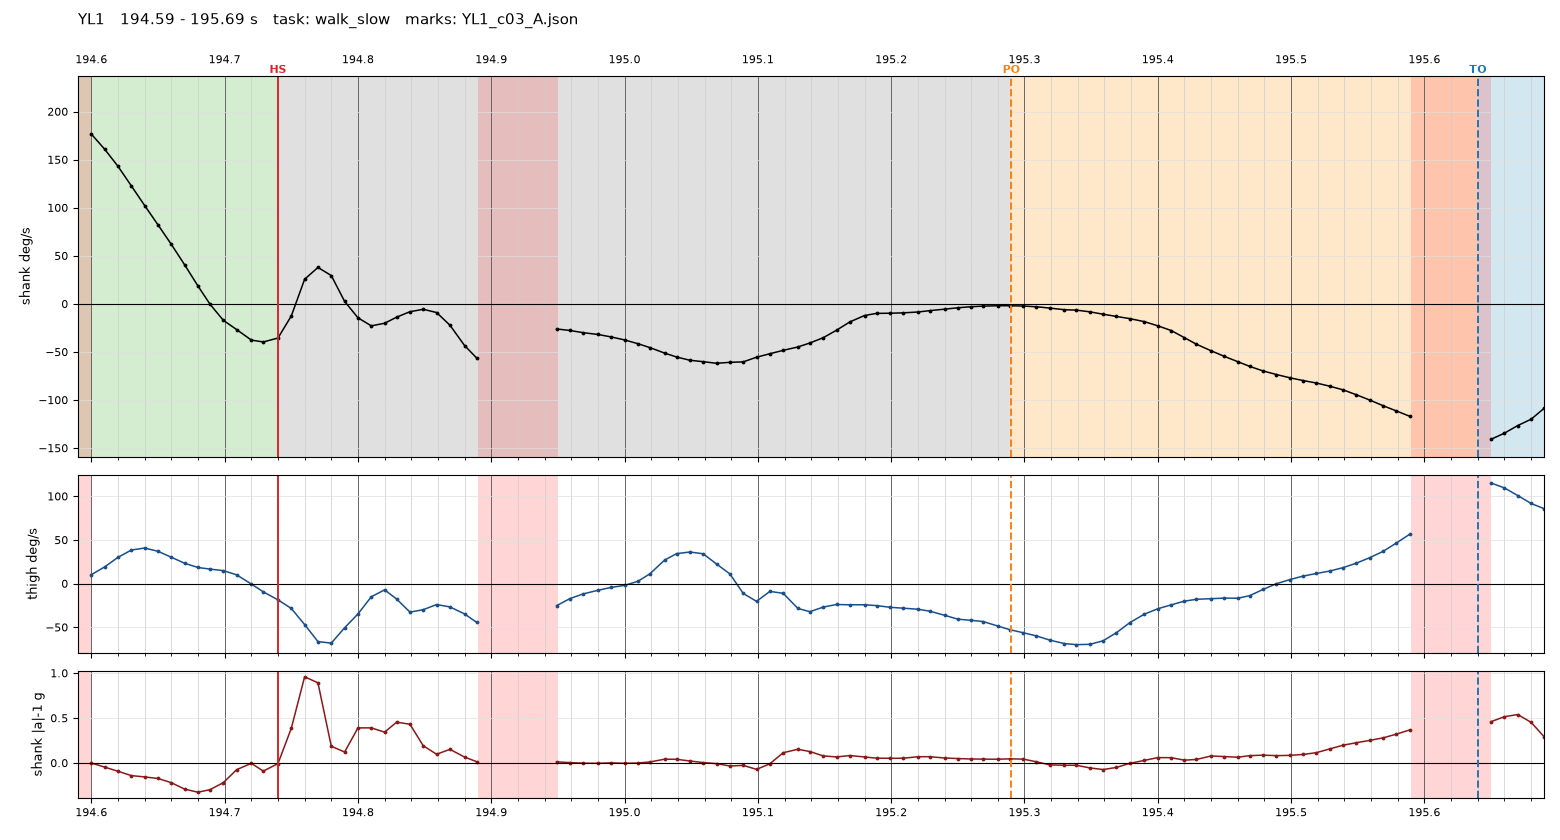 YL1   194.59 - 195.69 s   task: walk_slow   marks: YL1_c03_A.json
194.6 194.7 194.8 194.9 195.0 195.1 195.2 195.3 195.4 195.5 195.6
HS PO TO
shank deg/s
200
150
100
50
0
−50
−100
−150
thigh deg/s
100
50
0
−50
shank |a|-1 g
1.0
0.5
0.0
194.6 194.7 194.8 194.9 195.0 195.1 195.2 195.3 195.4 195.5 195.6